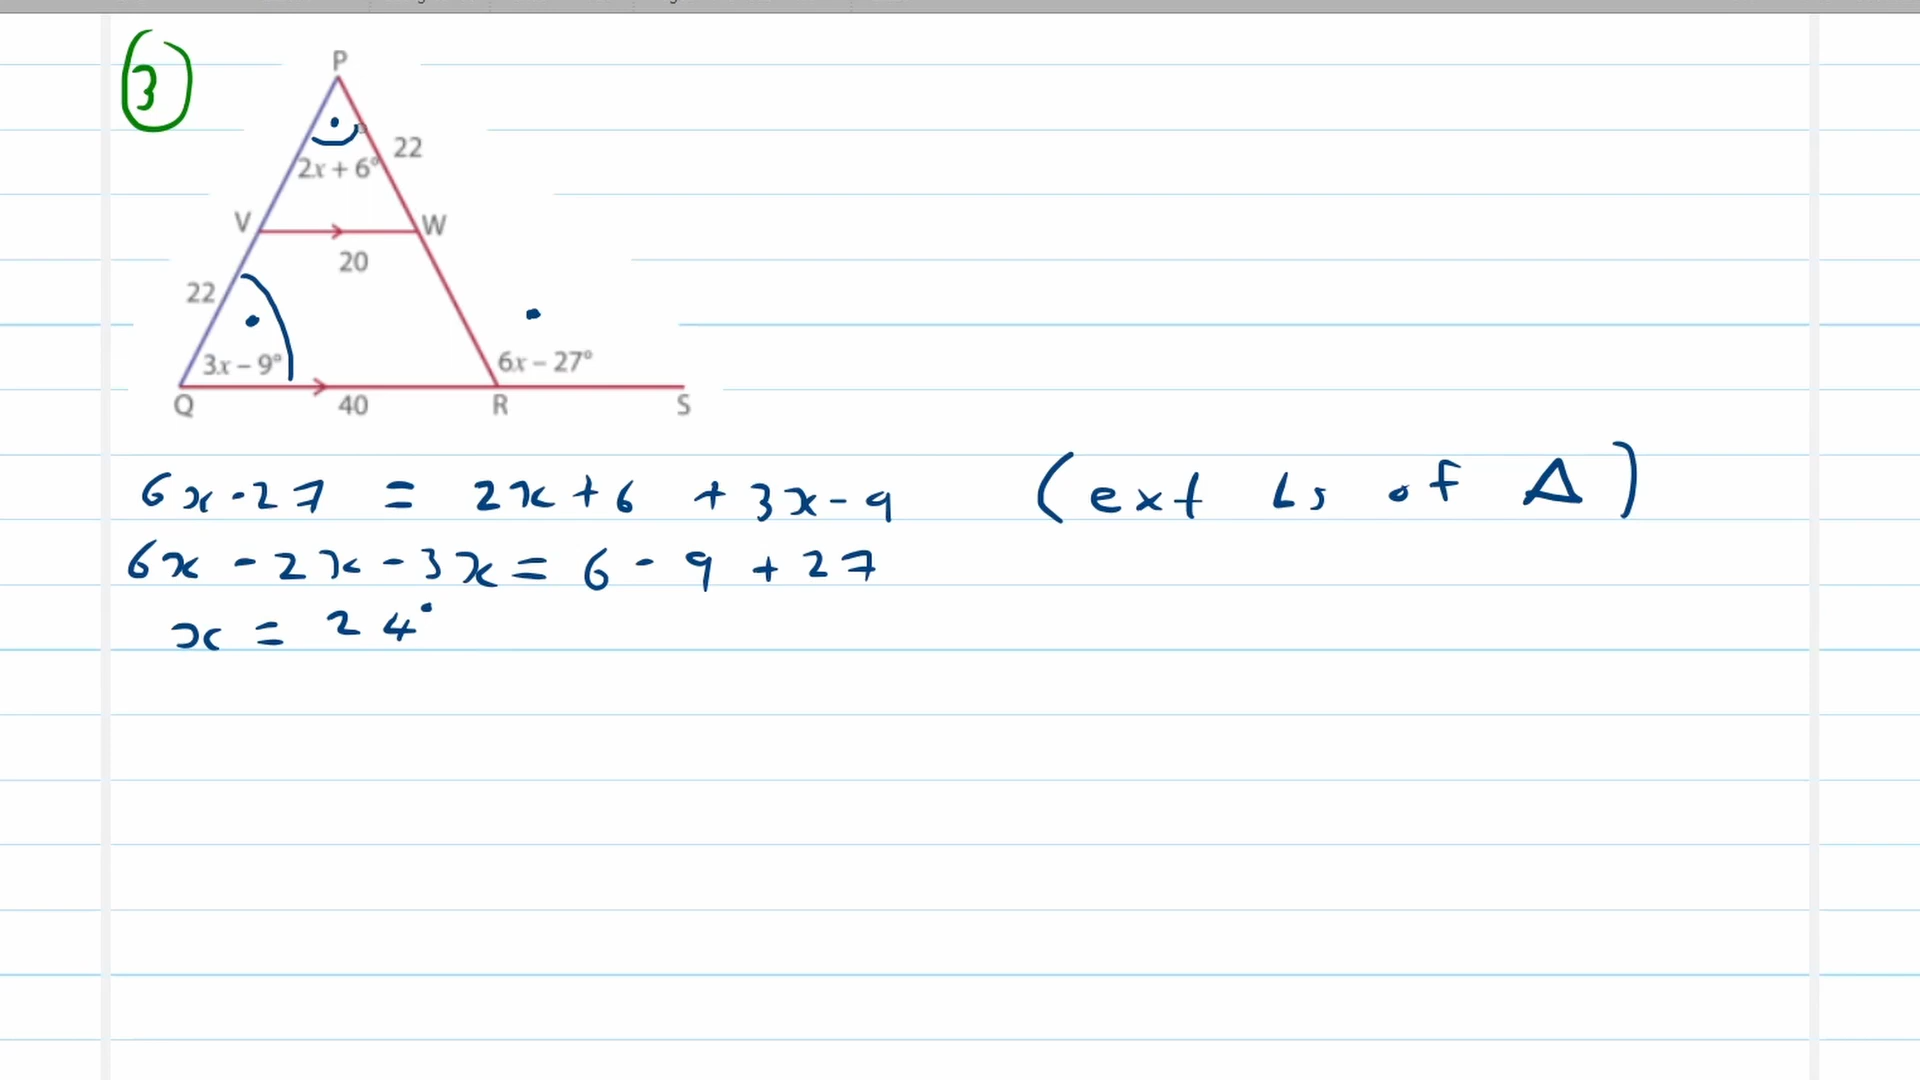 3
P
22
2x + 6°
V
W
20
22
3x – 9°
6x – 27°
Q
40
R
S
6x - 27 = 2x + 6 + 3x - 9 (ext ∠s of Δ)
6x - 2x - 3x = 6 - 9 + 27
x = 24°